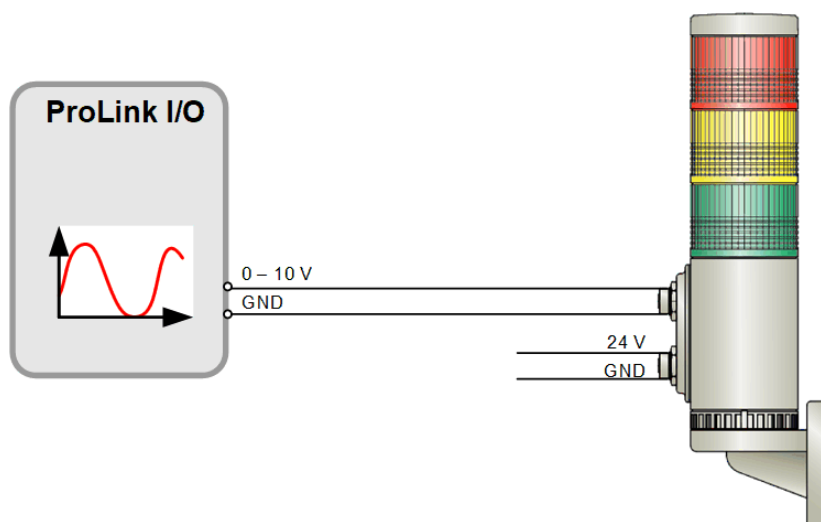 ProLink I/O
0 – 10 V
GND
24 V
GND